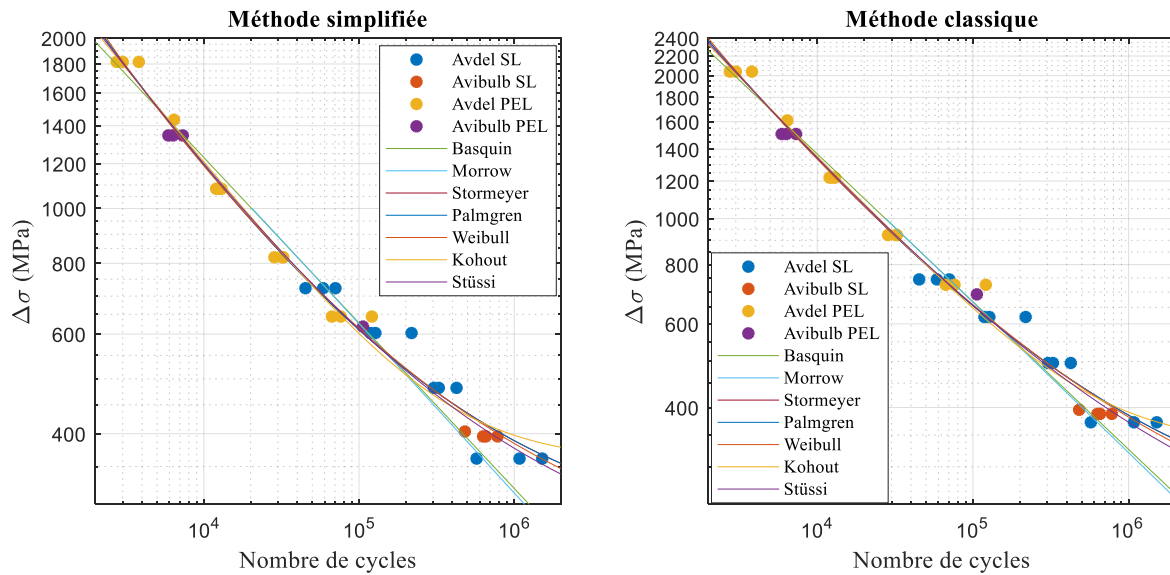 Méthode simplifiée
2000
1800
1600
1400
1200
1000
800
600
400
Δσ (MPa)
10^4
10^5
10^6
Nombre de cycles
Avdel SL
Avibulb SL
Avdel PEL
Avibulb PEL
Basquin
Morrow
Stormeyer
Palmgren
Weibull
Kohout
Stüssi
Méthode classique
2400
2000
1800
1600
1400
1200
1000
800
600
400
Δσ (MPa)
10^4
10^5
10^6
Nombre de cycles
Avdel SL
Avibulb SL
Avdel PEL
Avibulb PEL
Basquin
Morrow
Stormeyer
Palmgren
Weibull
Kohout
Stüssi